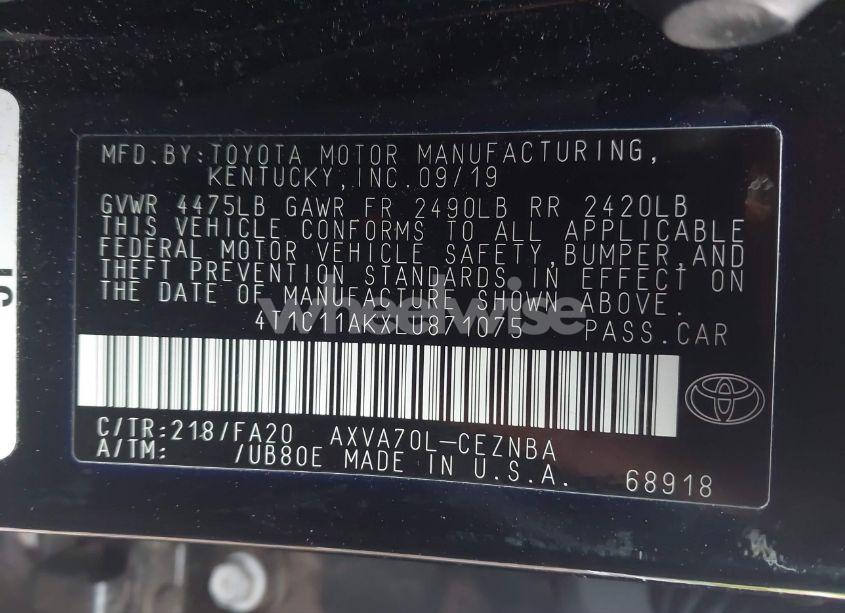 MFD.BY:TOYOTA MOTOR MANUFACTURING,
KENTUCKY,INC.09/19
GVWR 4475LB GAWR FR 2490LB RR 2420LB
THIS VEHICLE CONFORMS TO ALL APPLICABLE
FEDERAL MOTOR VEHICLE SAFETY,BUMPER,AND
THEFT PREVENTION STANDARDS IN EFFECT ON
THE DATE OF MANUFACTURE SHOWN ABOVE.
wheelwise
PASS.CAR
C/TR:218/FA20 AXVA70L-CEZNBA
A/TM: /UB80E MADE IN U.S.A.
68918